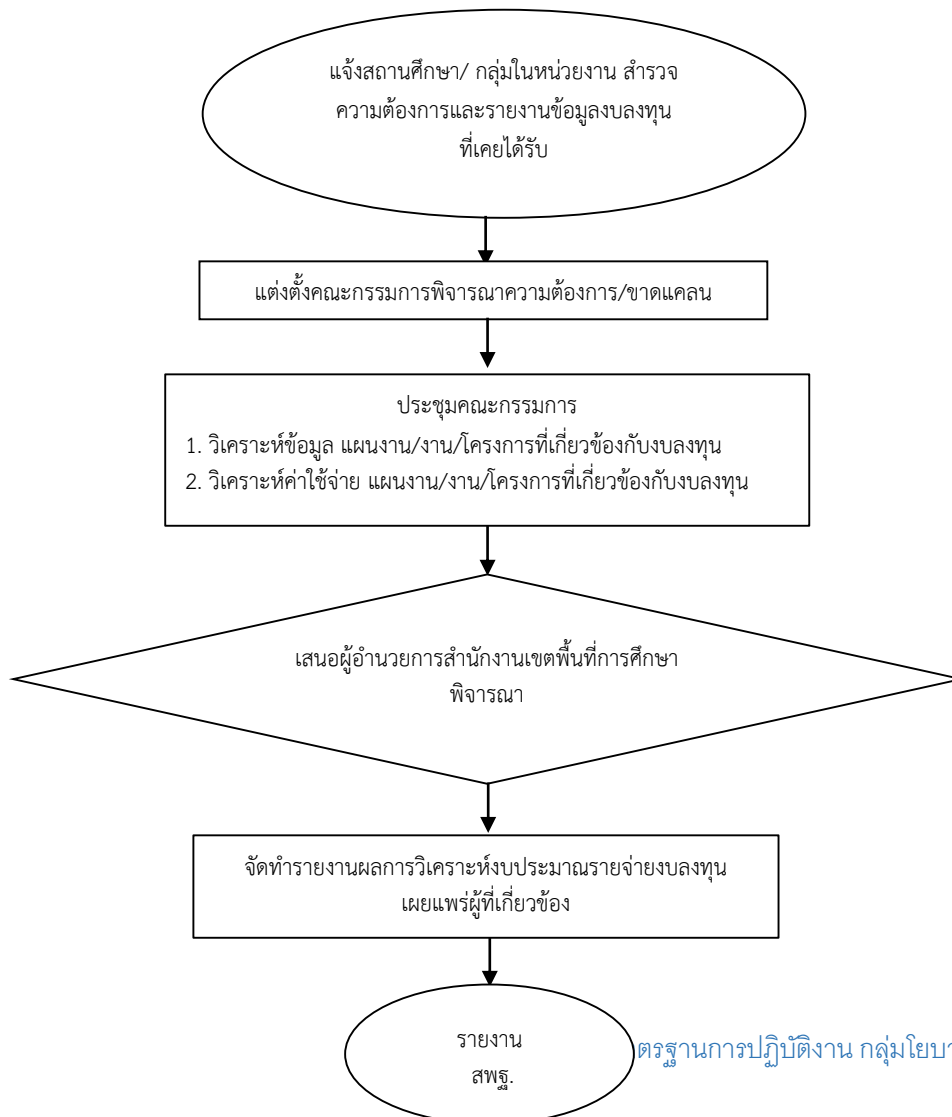 แจ้งสถานศึกษา/ กลุ่มในหน่วยงาน สำรวจ
ความต้องการและรายงานข้อมูลงบลงทุน
ที่เคยได้รับ
แต่งตั้งคณะกรรมการพิจารณาความต้องการ/ขาดแคลน
ประชุมคณะกรรมการ
1. วิเคราะห์ข้อมูล แผนงาน/งาน/โครงการที่เกี่ยวข้องกับงบลงทุน
2. วิเคราะห์ค่าใช้จ่าย แผนงาน/งาน/โครงการที่เกี่ยวข้องกับงบลงทุน
เสนอผู้อำนวยการสำนักงานเขตพื้นที่การศึกษา
พิจารณา
จัดทำรายงานผลการวิเคราะห์งบประมาณรายจ่ายงบลงทุน
เผยแพร่ผู้ที่เกี่ยวข้อง
รายงาน
สพฐ.
ตรฐานการปฏิบัติงาน กลุ่มโยบา